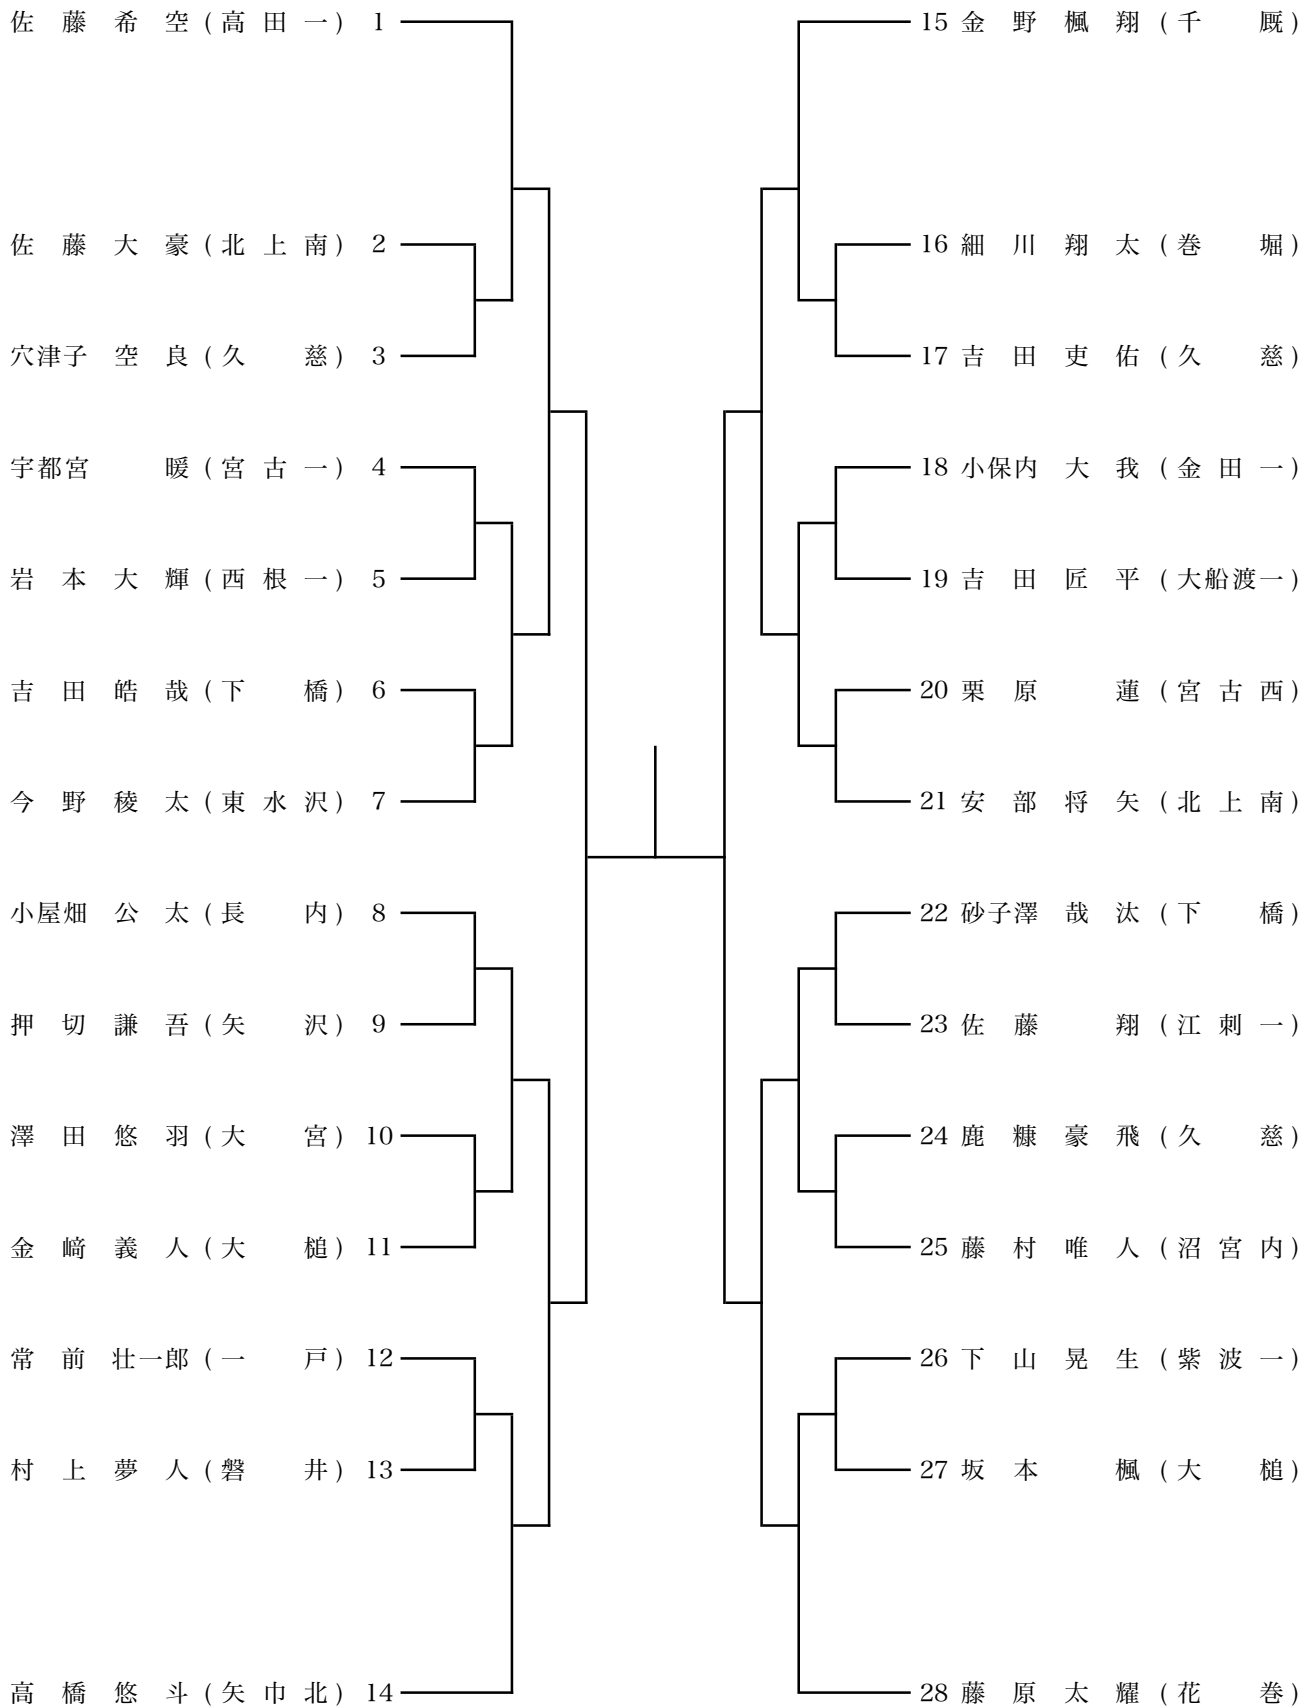 佐藤希空(高田一) 1
佐藤大豪(北上南) 2
穴津子空良(久慈) 3
宇都宮暖(宮古一) 4
岩本大輝(西根一) 5
吉田皓哉(下橋) 6
今野稜太(東水沢) 7
小屋畑公太(長内) 8
押切謙吾(矢沢) 9
澤田悠羽(大宮) 10
金﨑義人(大槌) 11
常前壮一郎(一戸) 12
村上夢人(磐井) 13
高橋悠斗(矢巾北) 14
15 金野楓翔(千厩)
16 細川翔太(巻堀)
17 吉田吏佑(久慈)
18 小保内大我(金田一)
19 吉田匠平(大船渡一)
20 栗原蓮(宮古西)
21 安部将矢(北上南)
22 砂子澤哉汰(下橋)
23 佐藤翔(江刺一)
24 鹿糠豪飛(久慈)
25 藤村唯人(沼宮内)
26 下山晃生(紫波一)
27 坂本楓(大槌)
28 藤原太耀(花巻)